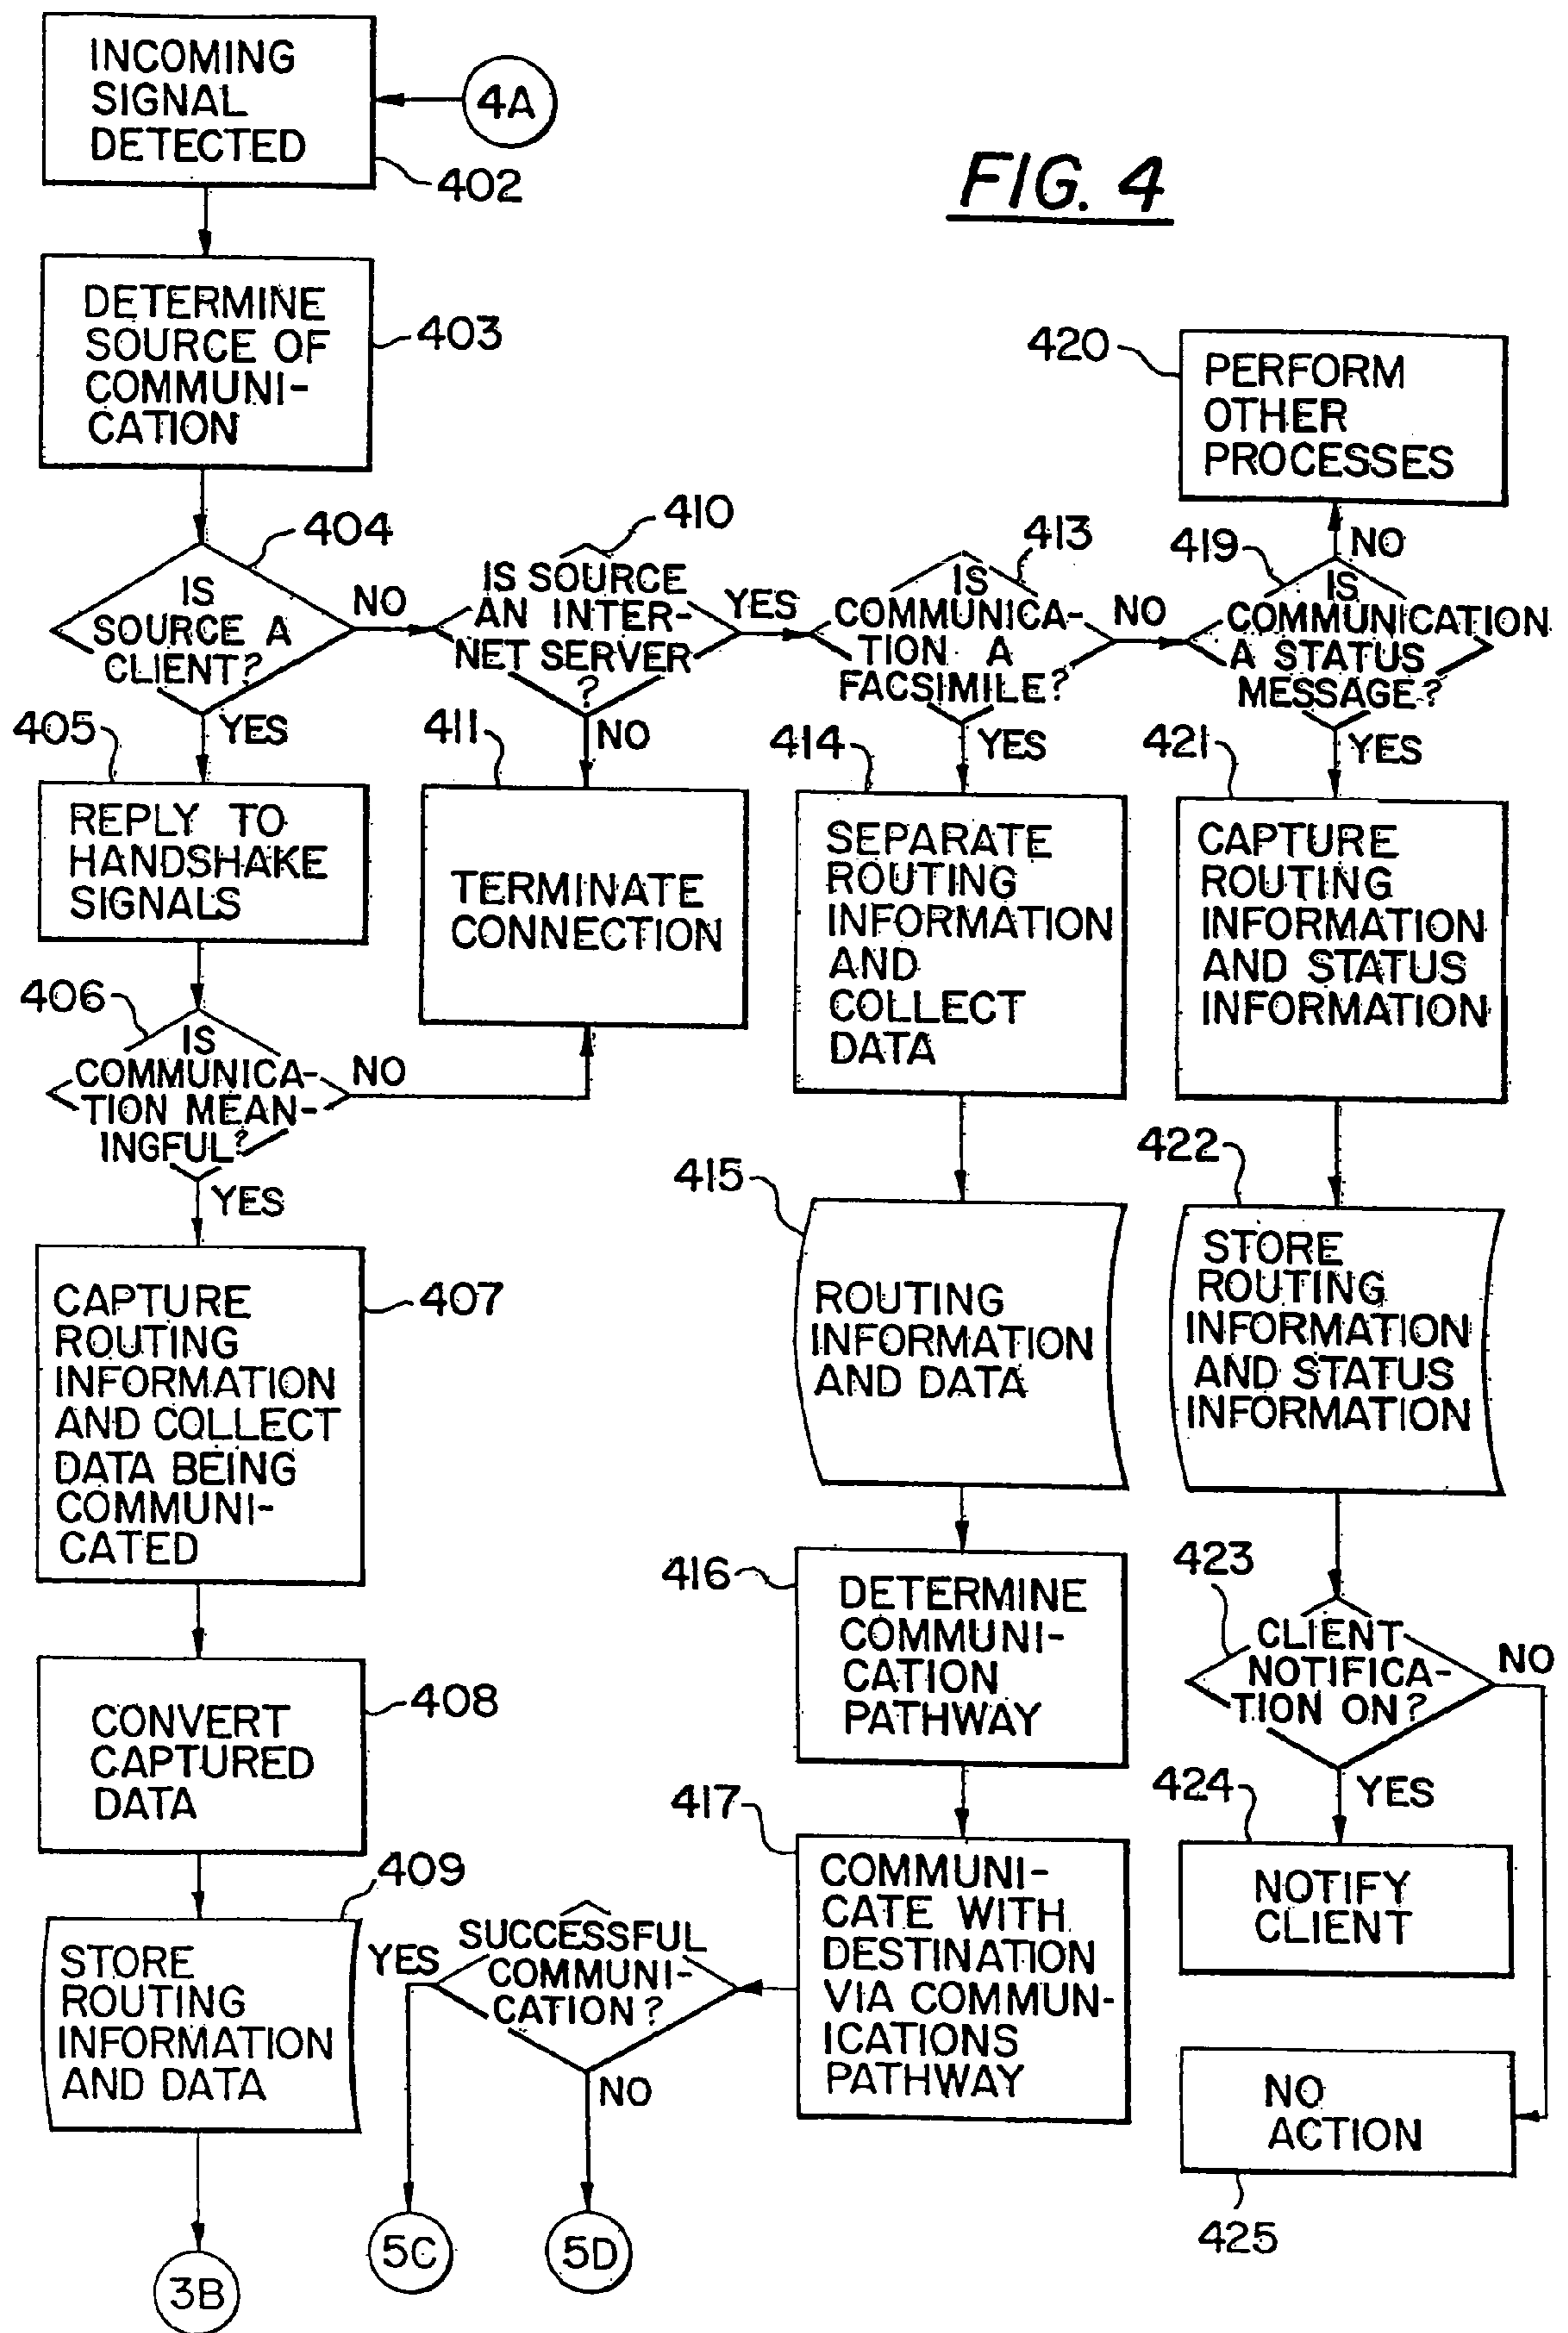 INCOMING
SIGNAL
DETECTED
4A
402
FIG. 4
DETERMINE
SOURCE OF
COMMUNI-
CATION
403
404
IS
SOURCE A
CLIENT?
NO
YES
405
REPLY TO
HANDSHAKE
SIGNALS
406
IS
COMMUNICA-
TION MEAN-
INGFUL?
NO
YES
CAPTURE
ROUTING
INFORMATION
AND COLLECT
DATA BEING
COMMUNI-
CATED
407
CONVERT
CAPTURED
DATA
408
409
STORE
ROUTING
INFORMATION
AND DATA
3B
410
IS SOURCE
AN INTER-
NET SERVER
?
YES
NO
411
TERMINATE
CONNECTION
413
IS
COMMUNICA-
TION A
FACSIMILE?
NO
YES
414
SEPARATE
ROUTING
INFORMATION
AND
COLLECT
DATA
415
ROUTING
INFORMATION
AND DATA
416
DETERMINE
COMMUNI-
CATION
PATHWAY
417
COMMUNI-
CATE WITH
DESTINATION
VIA COMMUN-
ICATIONS
PATHWAY
SUCCESSFUL
COMMUNI-
CATION?
YES
NO
5C
5D
420
PERFORM
OTHER
PROCESSES
419
NO
IS
COMMUNICATION
A STATUS
MESSAGE?
YES
421
CAPTURE
ROUTING
INFORMATION
AND STATUS
INFORMATION
422
STORE
ROUTING
INFORMATION
AND STATUS
INFORMATION
423
CLIENT
NOTIFICA-
TION ON?
NO
YES
424
NOTIFY
CLIENT
NO
ACTION
425